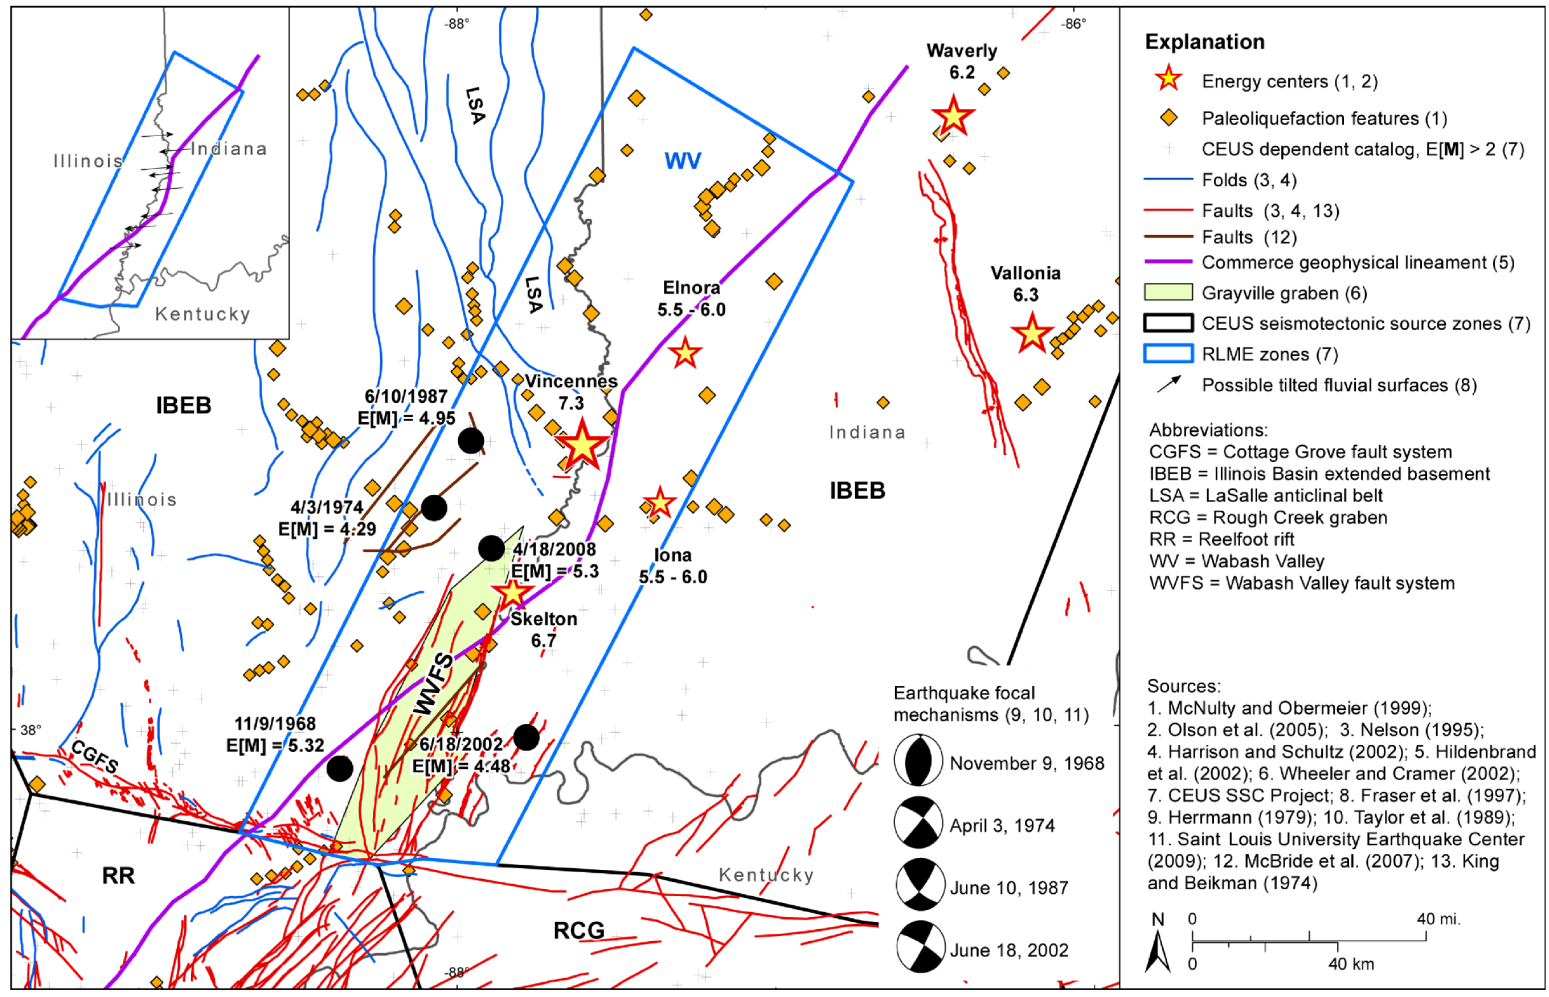 -88°
-86°
Waverly
6.2
LSA
WV
Illinois
Indiana
Kentucky
Vallonia
6.3
Elnora
5.5 - 6.0
LSA
Vincennes
7.3
6/10/1987
E[M] = 4.95
IBEB
Indiana
IBEB
Illinois
4/3/1974
E[M] = 4.29
4/18/2008
E[M] = 5.3
Iona
5.5 - 6.0
Skelton
6.7
WVFS
11/9/1968
E[M] = 5.32
38°
6/18/2002
E[M] = 4.48
CGFS
RR
Kentucky
RCG
-88°
Earthquake focal
mechanisms (9, 10, 11)
November 9, 1968
April 3, 1974
June 10, 1987
June 18, 2002
Explanation
Energy centers (1, 2)
Paleoliquefaction features (1)
CEUS dependent catalog, E[M] > 2 (7)
Folds (3, 4)
Faults (3, 4, 13)
Faults (12)
Commerce geophysical lineament (5)
Grayville graben (6)
CEUS seismotectonic source zones (7)
RLME zones (7)
Possible tilted fluvial surfaces (8)
Abbreviations:
CGFS = Cottage Grove fault system
IBEB = Illinois Basin extended basement
LSA = LaSalle anticlinal belt
RCG = Rough Creek graben
RR = Reelfoot rift
WV = Wabash Valley
WVFS = Wabash Valley fault system
Sources:
1. McNulty and Obermeier (1999);
2. Olson et al. (2005); 3. Nelson (1995);
4. Harrison and Schultz (2002); 5. Hildenbrand
et al. (2002); 6. Wheeler and Cramer (2002);
7. CEUS SSC Project; 8. Fraser et al. (1997);
9. Herrmann (1979); 10. Taylor et al. (1989);
11. Saint Louis University Earthquake Center
(2009); 12. McBride et al. (2007); 13. King
and Beikman (1974)
N
0 40 mi.
0 40 km